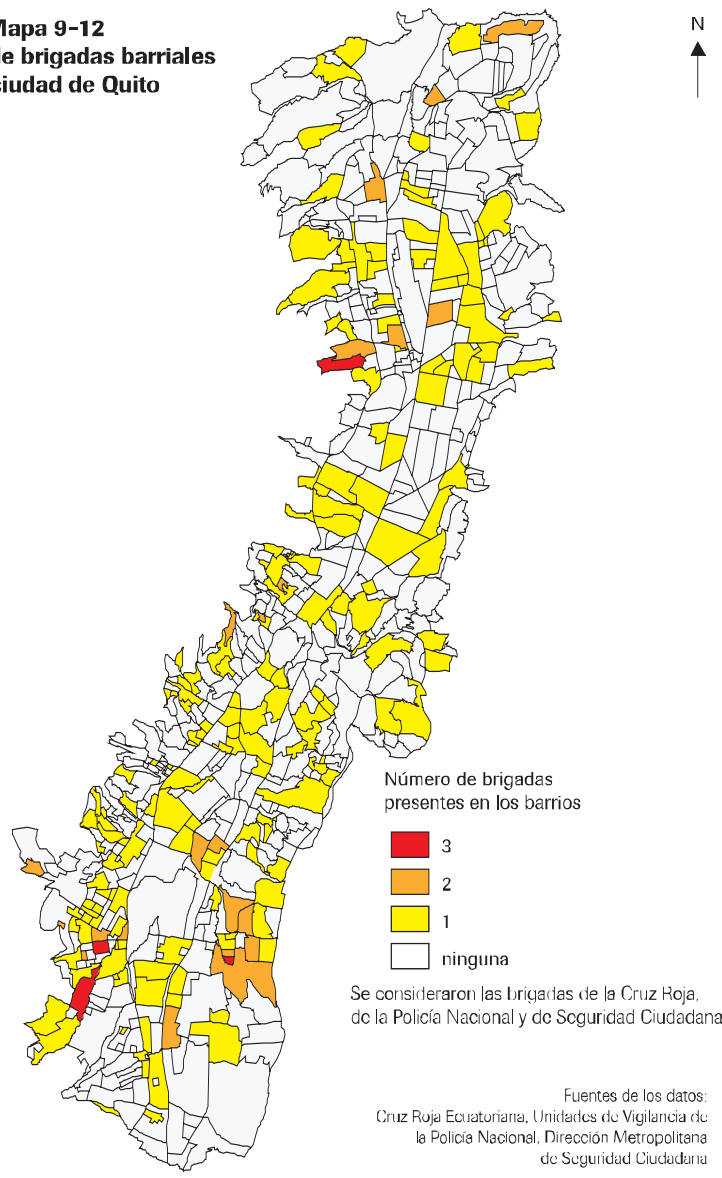 Mapa 9-12
de brigadas barriales
ciudad de Quito
N
Número de brigadas
presentes en los barrios
3
2
1
ninguna
Se consideraron las brigadas de la Cruz Roja,
de la Policía Nacional y de Seguridad Ciudadana
Fuentes de los datos:
Cruz Roja Ecuatoriana, Unidades de Vigilancia de
la Policía Nacional, Dirección Metropolitana
de Seguridad Ciudadana